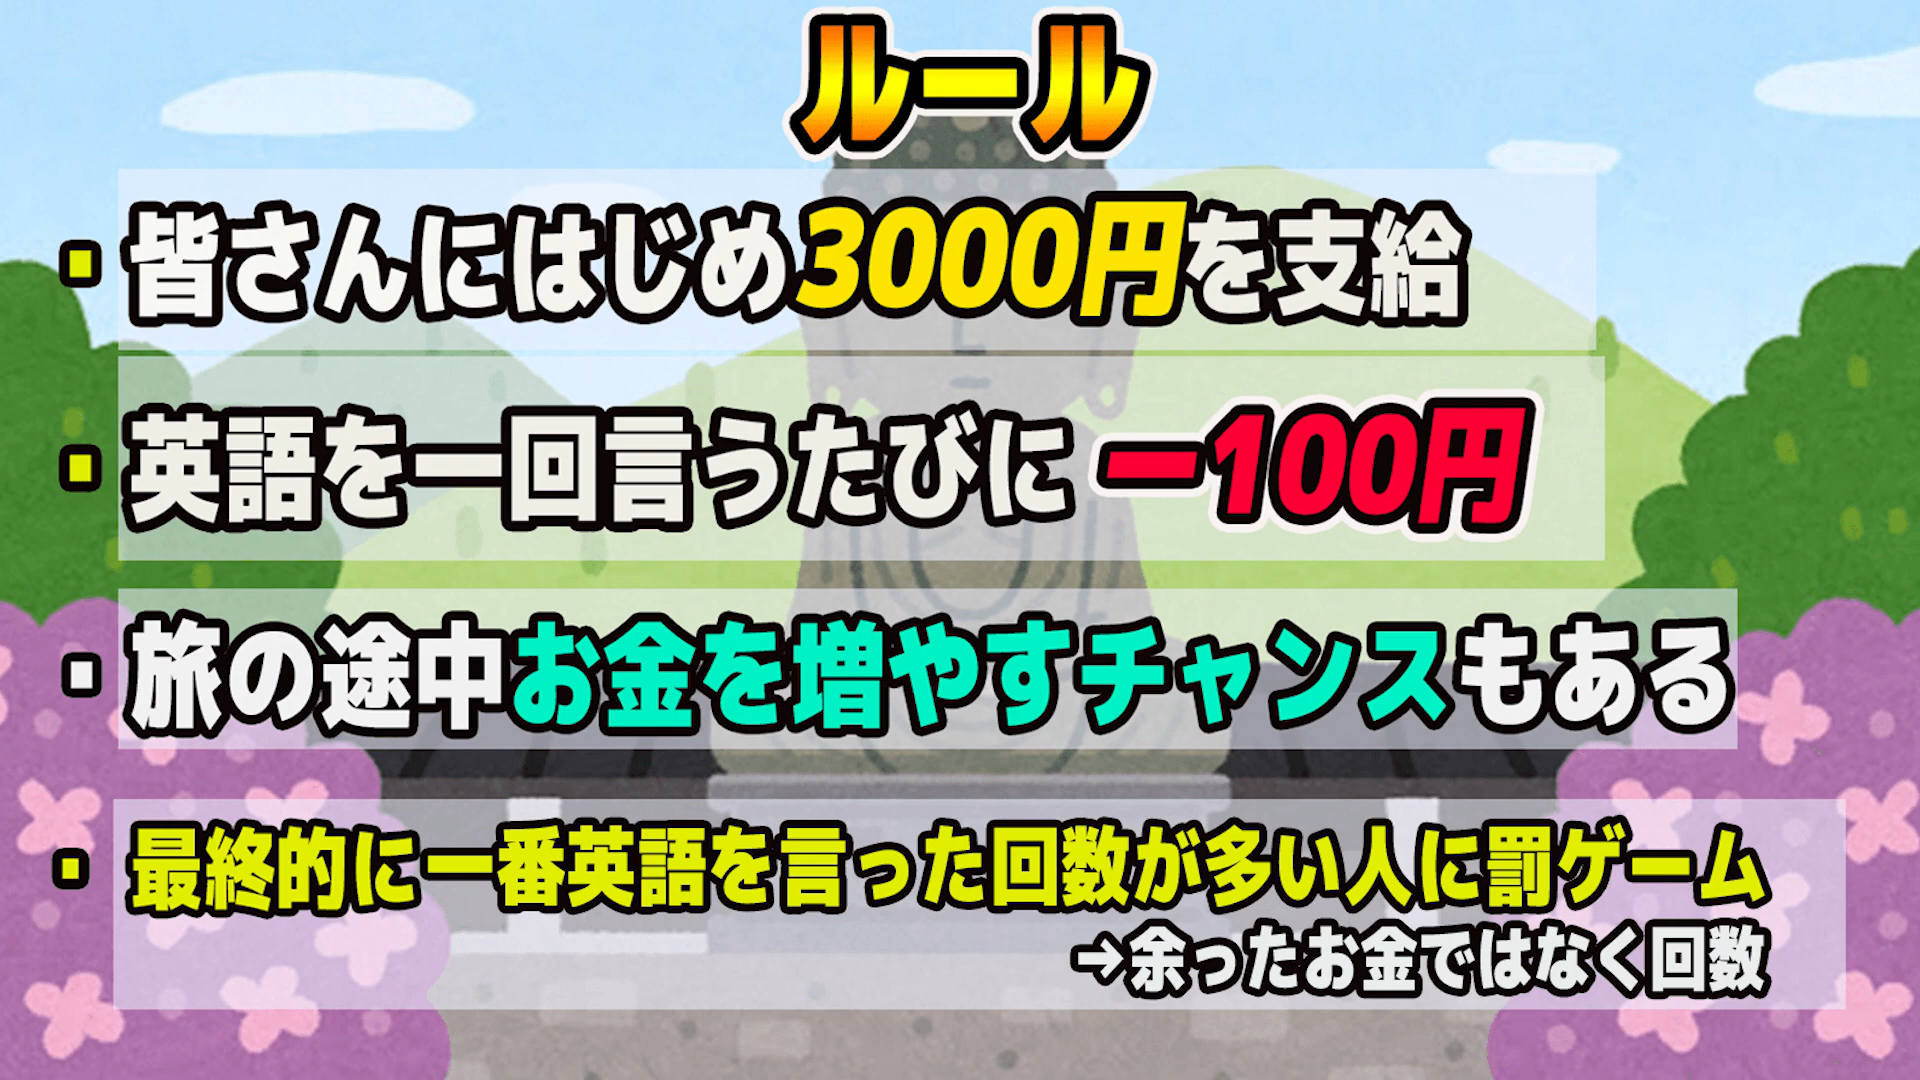 ルール
・皆さんにはじめ3000円を支給
・英語を一回言うたびに ー100円
・旅の途中お金を増やすチャンスもある
・最終的に一番英語を言った回数が多い人に罰ゲーム
→余ったお金ではなく回数